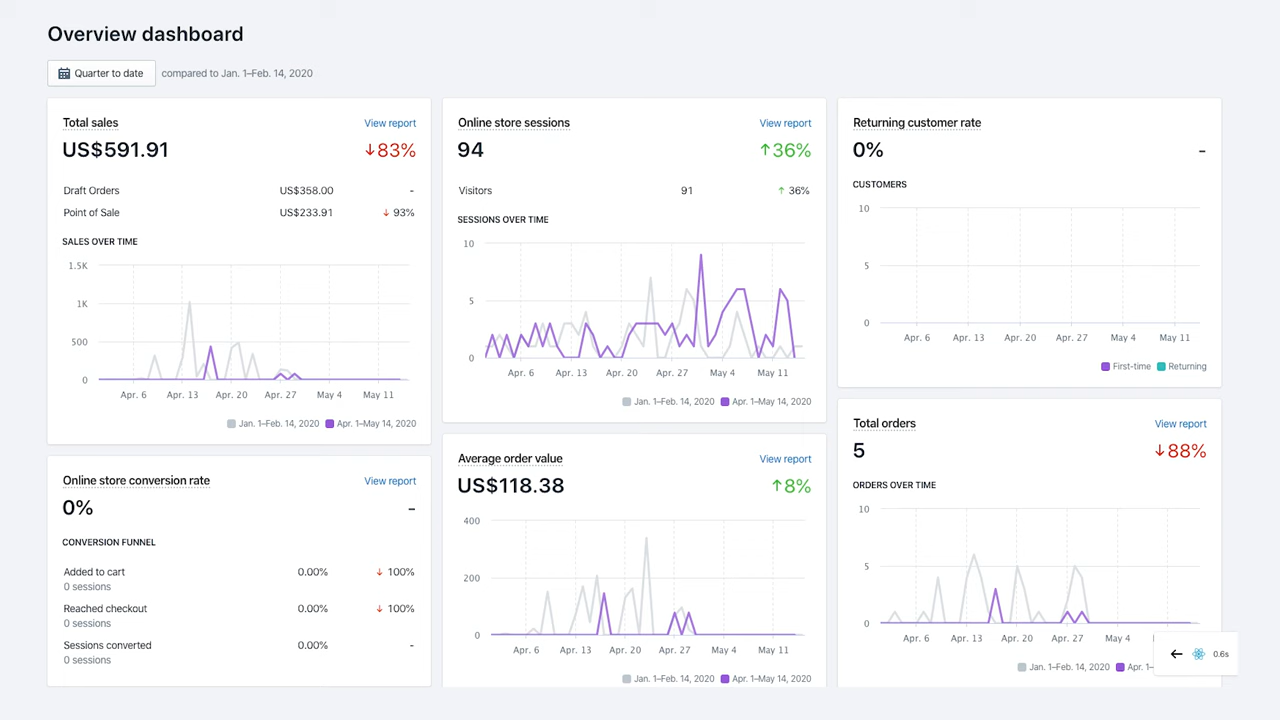 Overview dashboard
Quarter to date compared to Jan. 1–Feb. 14, 2020
Total sales View report
US$591.91 ↓83%
Draft Orders US$358.00 -
Point of Sale US$233.91 ↓ 93%
SALES OVER TIME
1.5K
1K
500
0
Apr. 6 Apr. 13 Apr. 20 Apr. 27 May 4 May 11
Jan. 1–Feb. 14, 2020 Apr. 1–May 14, 2020
Online store conversion rate View report
0% -
CONVERSION FUNNEL
Added to cart 0.00% ↓ 100%
0 sessions
Reached checkout 0.00% ↓ 100%
0 sessions
Sessions converted 0.00% -
0 sessions
Online store sessions View report
94 ↑36%
Visitors 91 ↑ 36%
SESSIONS OVER TIME
10
5
0
Apr. 6 Apr. 13 Apr. 20 Apr. 27 May 4 May 11
Jan. 1–Feb. 14, 2020 Apr. 1–May 14, 2020
Average order value View report
US$118.38 ↑8%
400
200
0
Apr. 6 Apr. 13 Apr. 20 Apr. 27 May 4 May 11
Jan. 1–Feb. 14, 2020 Apr. 1–May 14, 2020
Returning customer rate
0% -
CUSTOMERS
10
5
0
Apr. 6 Apr. 13 Apr. 20 Apr. 27 May 4 May 11
First-time Returning
Total orders View report
5 ↓88%
ORDERS OVER TIME
10
5
0
Apr. 6 Apr. 13 Apr. 20 Apr. 27 May 4
Jan. 1–Feb. 14, 2020 Apr. 1–
← 0.6s